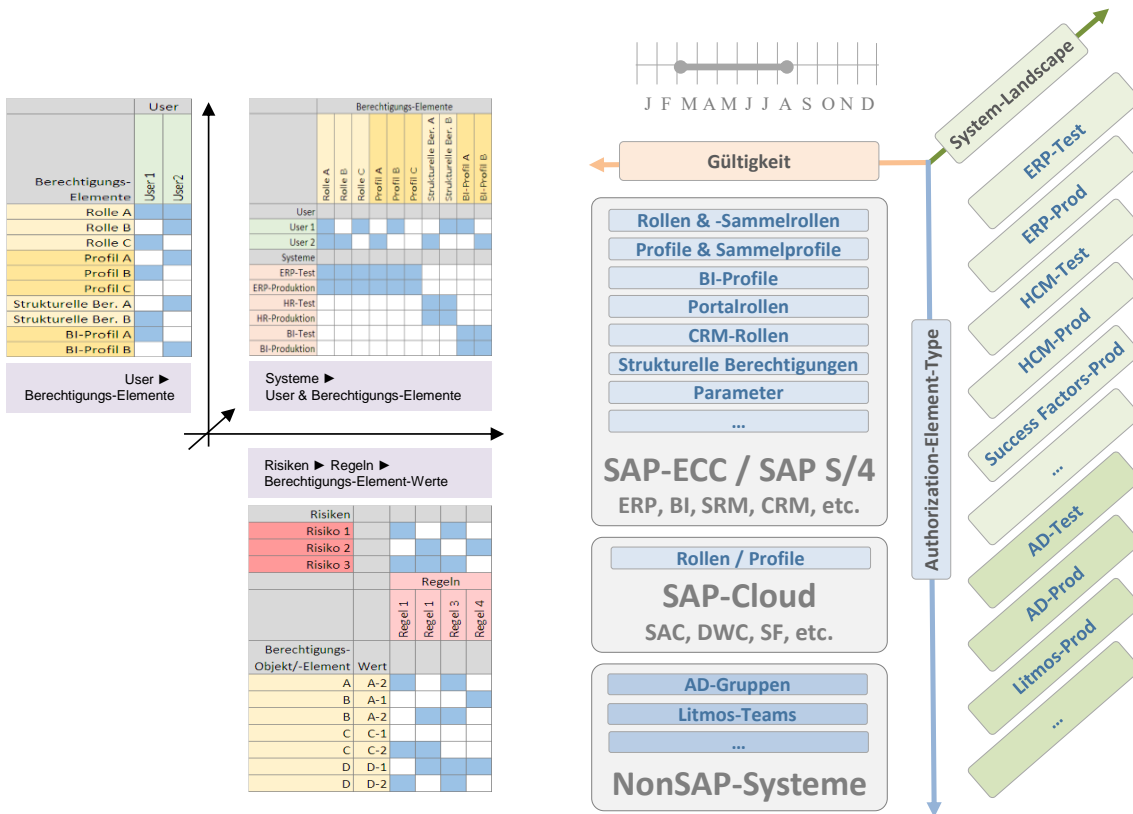 User
Berechtigungs-
Elemente
User 1
User2
Rolle A
Rolle B
Rolle C
Profil A
Profil B
Profil C
Strukturelle Ber. A
Strukturelle Ber. B
BI-Profil A
BI-Profil B
User ►
Berechtigungs-Elemente
Berechtigungs-Elemente
Rolle A
Rolle B
Rolle C
Profil A
Profil B
Profil C
Strukturelle Ber. A
Strukturelle Ber. B
BI-Profil A
BI-Profil B
User
User 1
User 2
Systeme
ERP-Test
ERP-Produktion
HR-Test
HR-Produktion
BI-Test
BI-Produktion
Systeme ►
User & Berechtigungs-Elemente
Risiken ► Regeln ►
Berechtigungs-Element-Werte
Risiken
Risiko 1
Risiko 2
Risiko 3
Regeln
Regel 1
Regel 1
Regel 3
Regel 4
Berechtigungs-
Objekt/-Element Wert
A A-2
B A-1
B A-2
C C-1
C C-2
D D-1
D D-2
J F M A M J J A S O N D
Gültigkeit
Rollen & -Sammelrollen
Profile & Sammelprofile
BI-Profile
Portalrollen
CRM-Rollen
Strukturelle Berechtigungen
Parameter
...
SAP-ECC / SAP S/4
ERP, BI, SRM, CRM, etc.
Rollen / Profile
SAP-Cloud
SAC, DWC, SF, etc.
AD-Gruppen
Litmos-Teams
...
NonSAP-Systeme
Authorization-Element-Type
System-Landscape
ERP-Test
ERP-Prod
HCM-Test
HCM-Prod
Success Factors-Prod
...
AD-Test
AD-Prod
Litmos-Prod
...